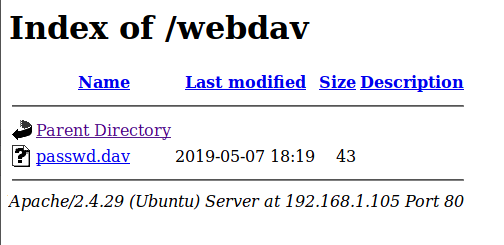 Index of /webdav
Name Last modified Size Description
Parent Directory
passwd.dav 2019-05-07 18:19 43
Apache/2.4.29 (Ubuntu) Server at 192.168.1.105 Port 80